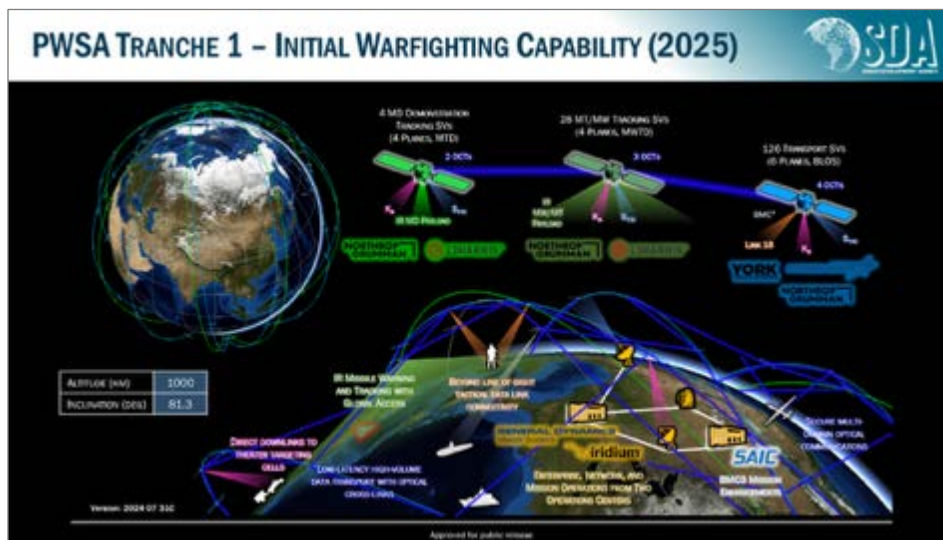 PWSA TRANCHE 1 – INITIAL WARFIGHTING CAPABILITY (2025)
SDA
4 MD DEMONSTRATION
TRACKING SVS
(4 PLANES, MTD)
2 OCTS
IR MD PAYLOAD
NORTHROP
GRUMMAN
L3HARRIS
28 MT/MW TRACKING SVS
(4 PLANES, MWTD)
3 OCTS
IR
MW/MT
PAYLOAD
NORTHROP
GRUMMAN
L3HARRIS
126 TRANSPORT SVS
(6 PLANES, BLOS)
4 OCTS
LINK 16
YORK
NORTHROP
GRUMMAN
ALTITUDE (KM) 1000
INCLINATION (DEG) 81.3
IR MISSILE WARNING
AND TRACKING WITH
GLOBAL ACCESS
BEYOND LINE-OF-SIGHT
DATA LINK
CONNECTIVITY
DIRECT DOWNLINKS TO
THEATER TARGETING
CELLS
LOW-LATENCY HIGH-VOLUME
DATA TRANSPORT WITH OPTICAL
CROSS-LINKS
GENERAL DYNAMICS
iridium
ENTERPRISE, NETWORK, AND
MISSION OPERATIONS FROM TWO
OPERATIONS CENTERS
SAIC
BMC3 MISSION
ENHANCEMENTS
SECURE MULTI-
OPTICAL
COMMUNICATIONS
Version: 2024 07 31C
Approved for public release